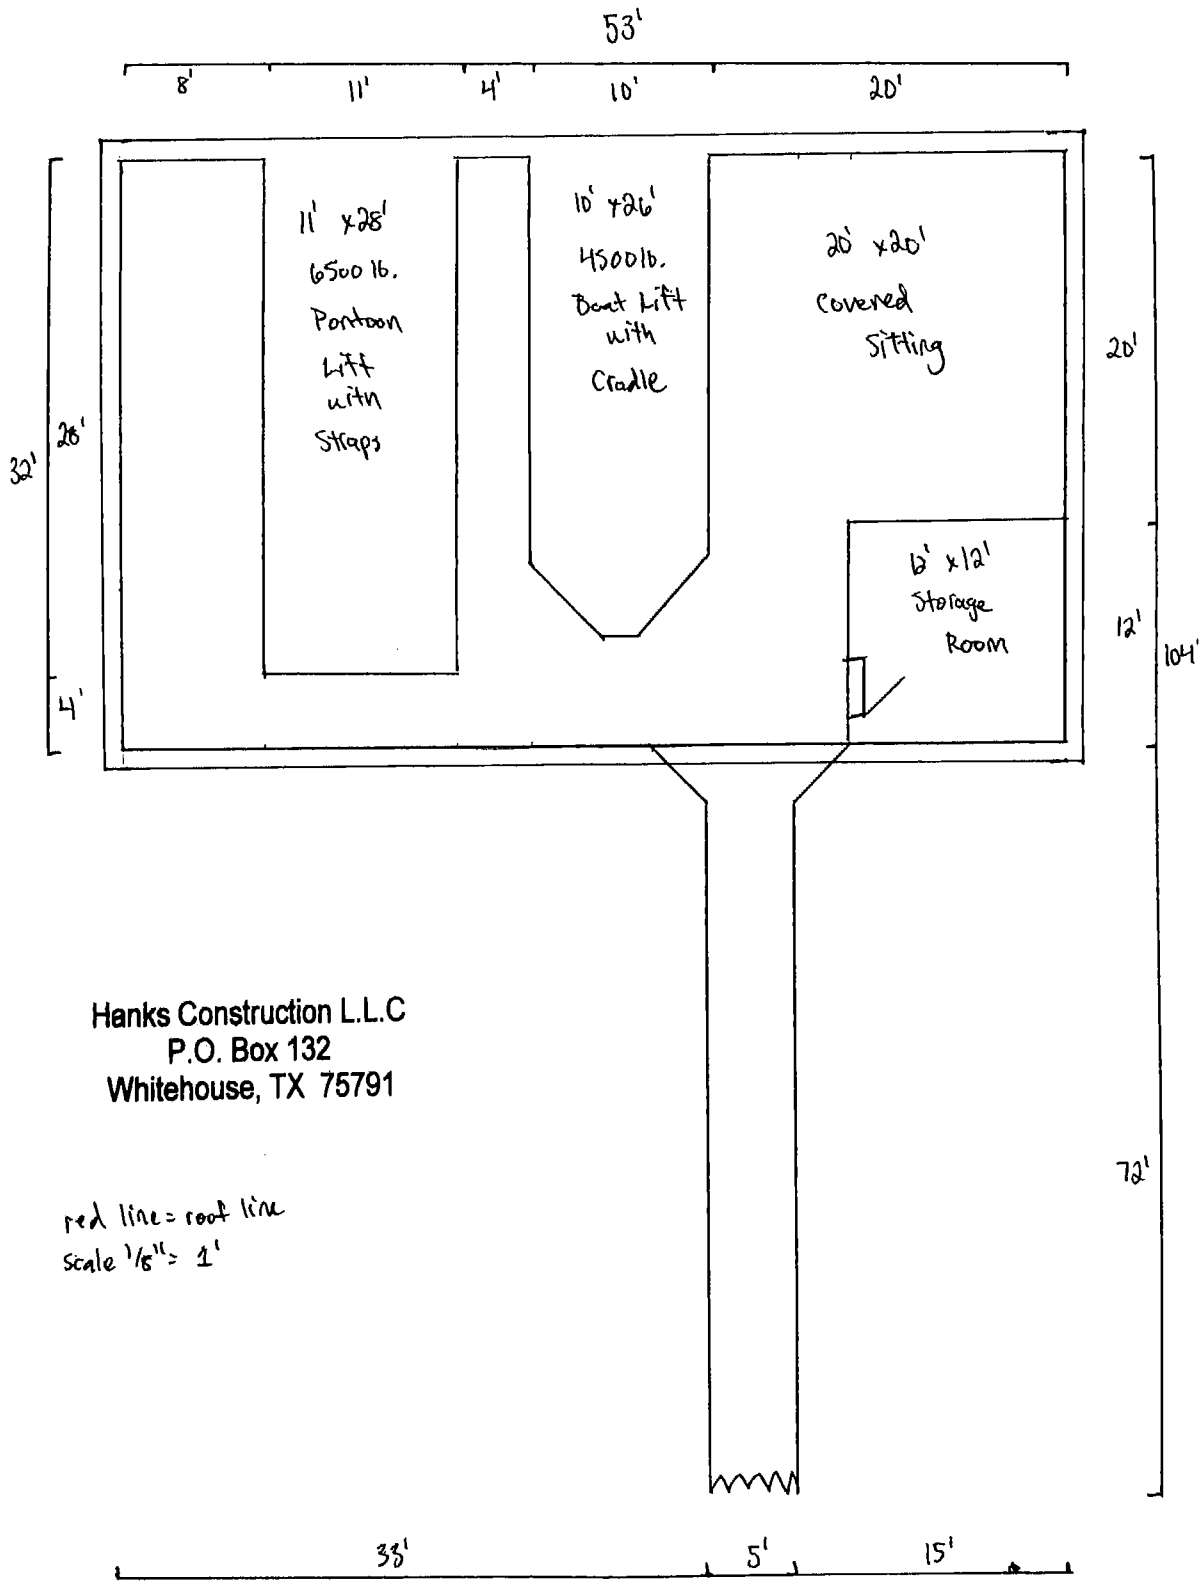 53'
8' 11' 4' 10' 20'
11' x28'
6500 lb.
Pontoon
Lift
with
Straps
10' x26'
4500 lb.
Boat Lift
with
Cradle
20' x20'
Covered
Sitting
20'
32'
28'
4'
12' x12'
Storage
Room
12'
104'
72'
Hanks Construction L.L.C
P.O. Box 132
Whitehouse, TX 75791
red line = roof line
scale 1/8" = 1'
33' 5' 15'